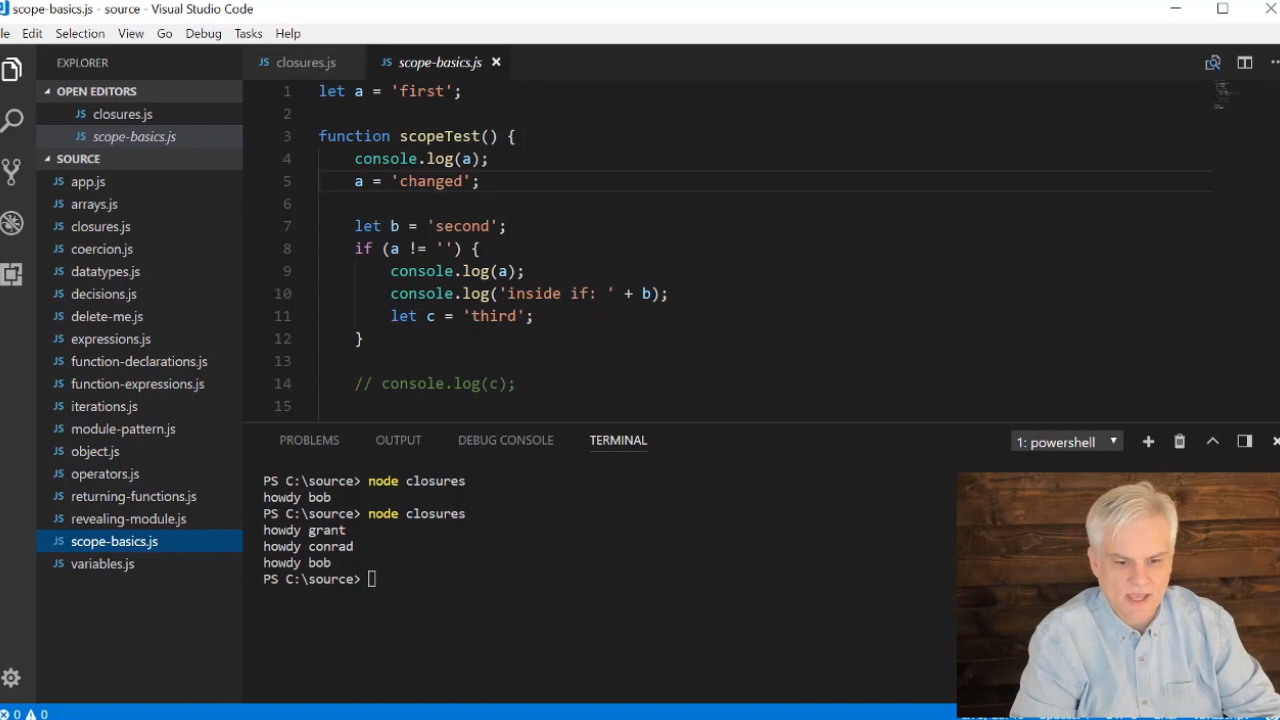 scope-basics.js - source - Visual Studio Code
le Edit Selection View Go Debug Tasks Help
EXPLORER
OPEN EDITORS
closures.js
scope-basics.js
SOURCE
JS app.js
JS arrays.js
JS closures.js
JS coercion.js
JS datatypes.js
JS decisions.js
JS delete-me.js
JS expressions.js
JS function-declarations.js
JS function-expressions.js
JS iterations.js
JS module-pattern.js
JS object.js
JS operators.js
JS returning-functions.js
JS revealing-module.js
JS scope-basics.js
JS variables.js
JS closures.js JS scope-basics.js
1 let a = 'first';
2
3 function scopeTest() {
4 console.log(a);
5 a = 'changed';
6
7 let b = 'second';
8 if (a != '') {
9 console.log(a);
10 console.log('inside if: ' + b);
11 let c = 'third';
12 }
13
14 // console.log(c);
15
PROBLEMS OUTPUT DEBUG CONSOLE TERMINAL 1: powershell
PS C:\source> node closures
howdy bob
PS C:\source> node closures
howdy grant
howdy conrad
howdy bob
PS C:\source>
0 0